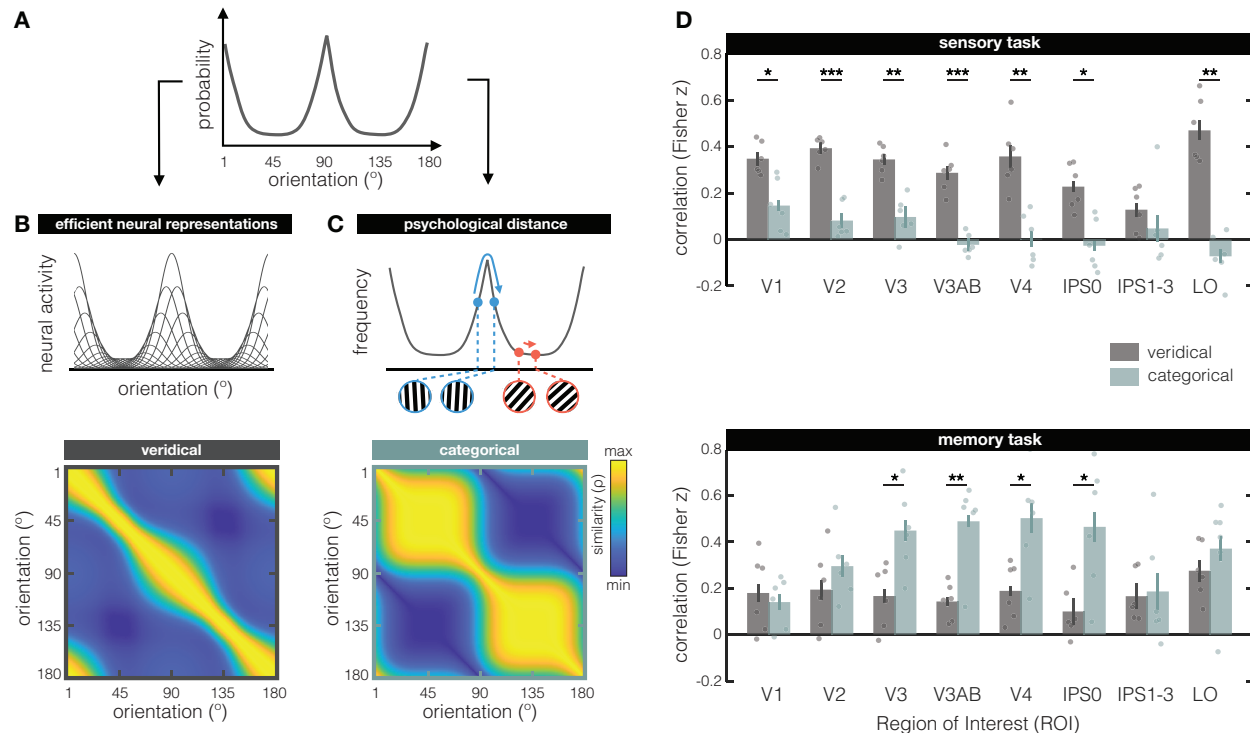 A
probability
1 45 90 135 180
orientation (º)
B
efficient neural representations
neural activity
orientation (º)
C
psychological distance
frequency
veridical
orientation (º)
1
45
90
135
180
1 45 90 135 180
orientation (º)
categorical
orientation (º)
1
45
90
135
180
1 45 90 135 180
orientation (º)
max
similarity (ρ)
min
D
sensory task
correlation (Fisher z)
0.8
0.6
0.4
0.2
0
-0.2
* *** ** *** ** * **
V1 V2 V3 V3AB V4 IPS0 IPS1-3 LO
veridical
categorical
memory task
correlation (Fisher z)
0.8
0.6
0.4
0.2
0
-0.2
* ** * *
V1 V2 V3 V3AB V4 IPS0 IPS1-3 LO
Region of Interest (ROI)